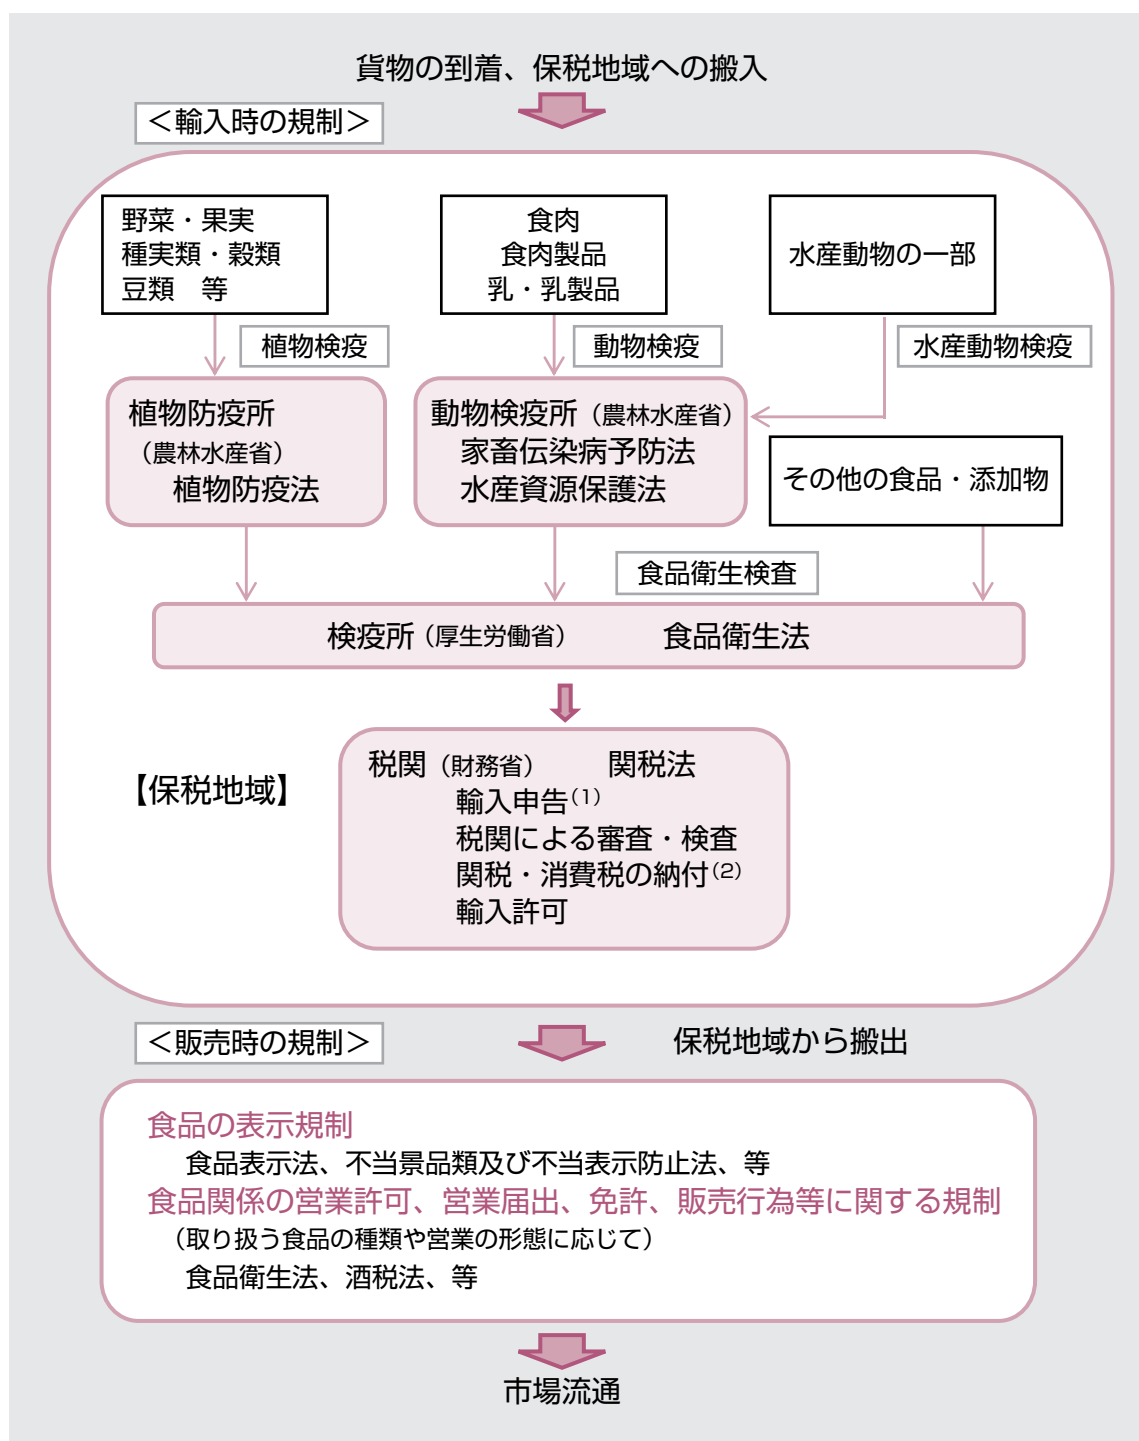 貨物の到着、保税地域への搬入
＜輸入時の規制＞
野菜・果実
種実類・穀類
豆類　等
食肉
食肉製品
乳・乳製品
水産動物の一部
植物検疫
動物検疫
水産動物検疫
植物防疫所
（農林水産省）
植物防疫法
動物検疫所（農林水産省）
家畜伝染病予防法
水産資源保護法
その他の食品・添加物
食品衛生検査
検疫所（厚生労働省）　食品衛生法
税関（財務省）　関税法
輸入申告(1)
税関による審査・検査
関税・消費税の納付(2)
輸入許可
【保税地域】
＜販売時の規制＞
保税地域から搬出
食品の表示規制
食品表示法、不当景品類及び不当表示防止法、等
食品関係の営業許可、営業届出、免許、販売行為等に関する規制
（取り扱う食品の種類や営業の形態に応じて）
食品衛生法、酒税法、等
市場流通